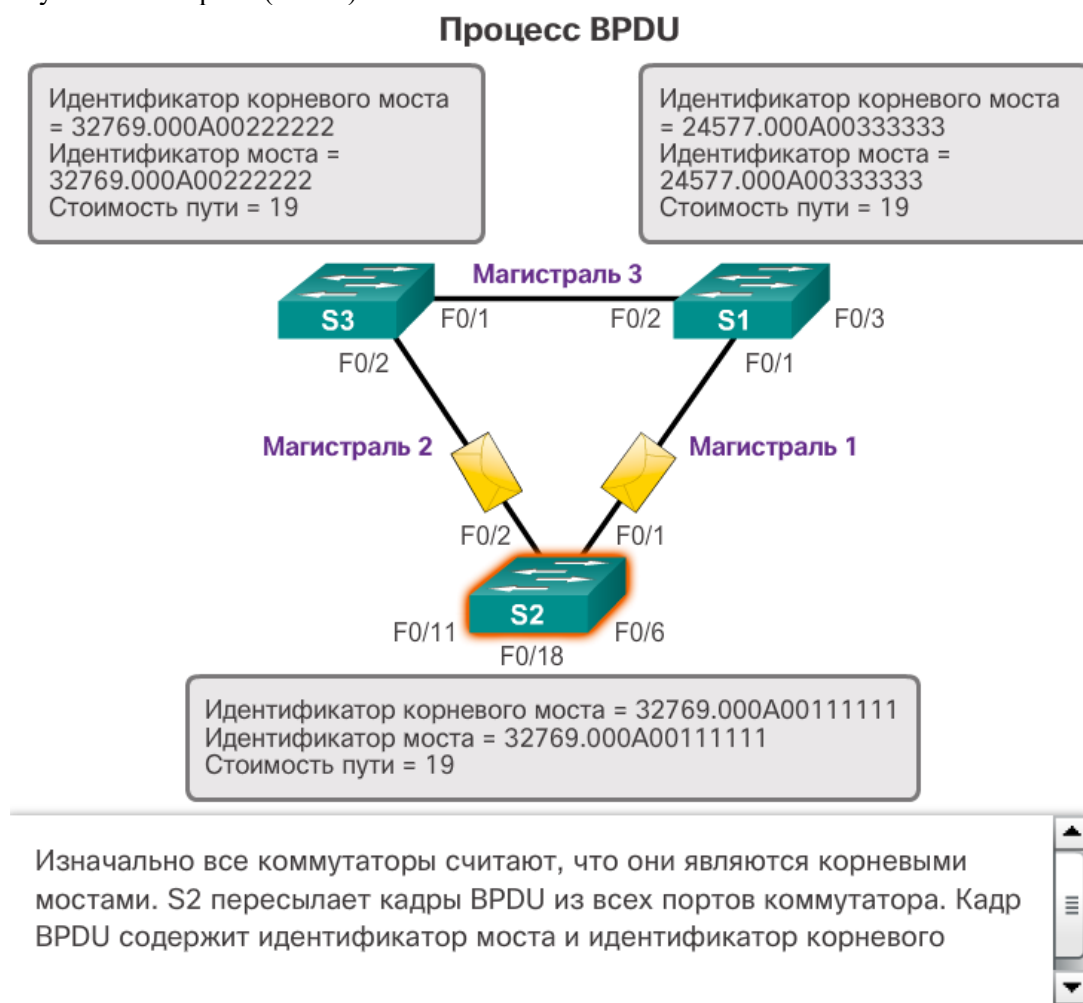 Процесс BPDU
Идентификатор корневого моста
= 32769.000A00222222
Идентификатор моста =
32769.000A00222222
Стоимость пути = 19
Идентификатор корневого моста
= 24577.000A00333333
Идентификатор моста =
24577.000A00333333
Стоимость пути = 19
Магистраль 3
S3
F0/1
F0/2
S1
F0/3
F0/2
F0/1
Магистраль 2
Магистраль 1
F0/2
F0/1
S2
F0/11
F0/6
F0/18
Идентификатор корневого моста = 32769.000A00111111
Идентификатор моста = 32769.000A00111111
Стоимость пути = 19
Изначально все коммутаторы считают, что они являются корневыми
мостами. S2 пересылает кадры BPDU из всех портов коммутатора. Кадр
BPDU содержит идентификатор моста и идентификатор корневого